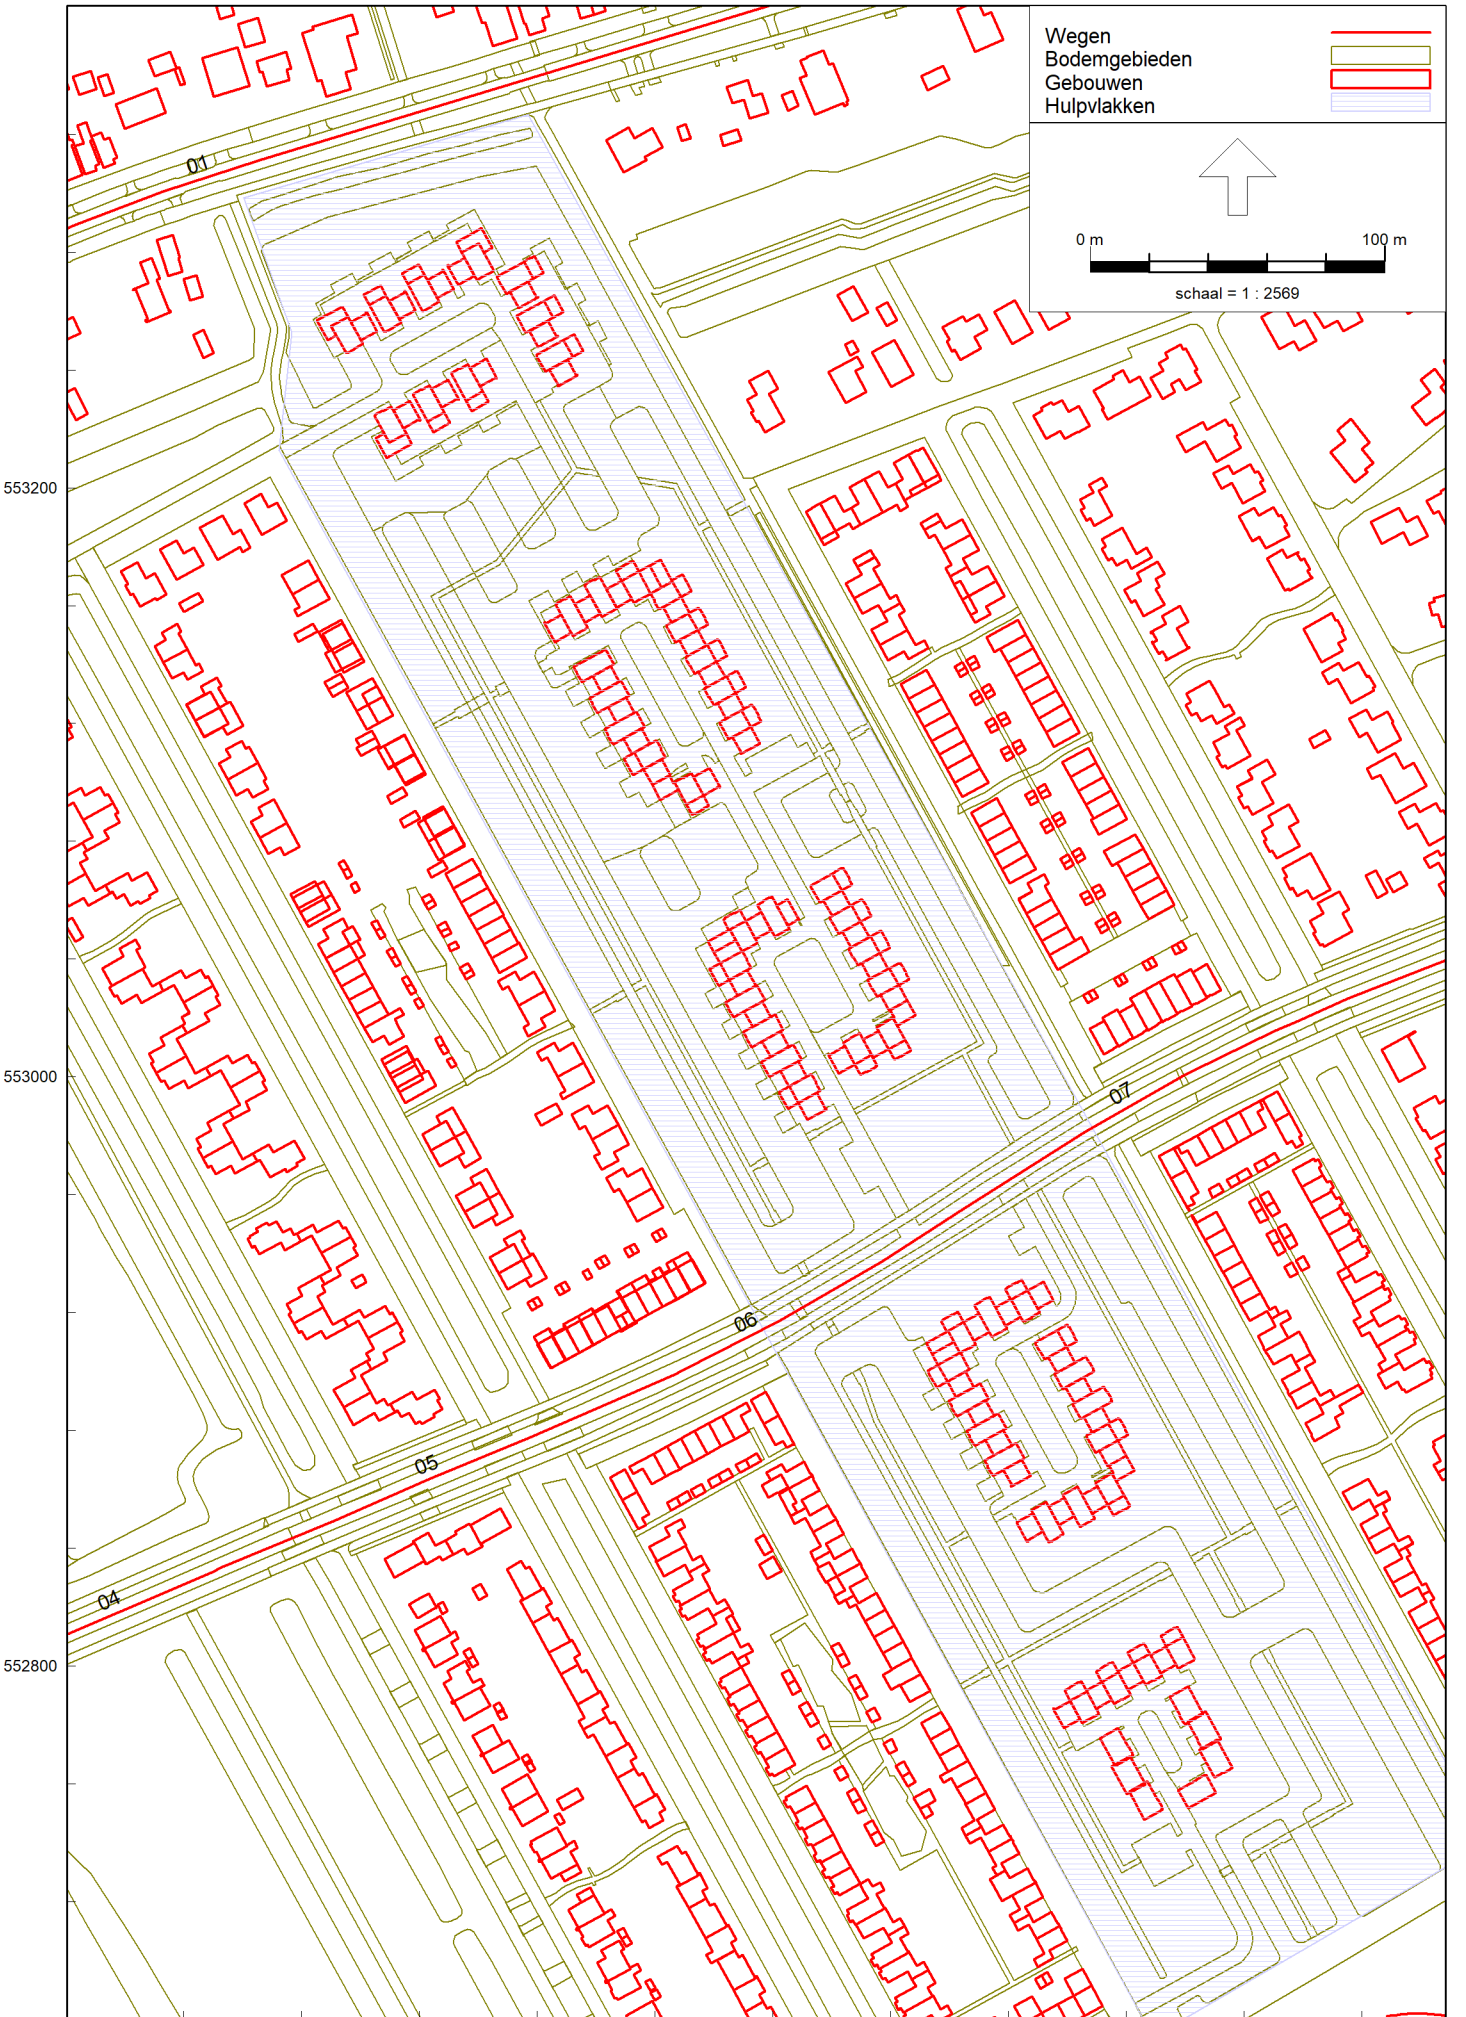 Wegen
Bodemgebieden
Gebouwen
Hulpvlakken
0 m 100 m
schaal = 1 : 2569
01
553200
553000
07
06
05
04
552800